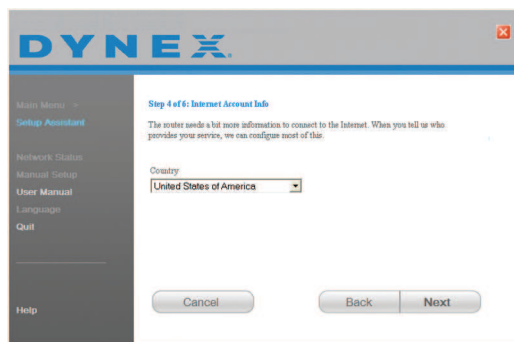 DYNEX.
Main Menu >
Setup Assistant
Network Status
Manual Setup
User Manual
Language
Quit
Help
Step 4 of 6: Internet Account Info
The router needs a bit more information to connect to the Internet. When you tell us who
provides your service, we can configure most of this.
Country
United States of America
Cancel
Back
Next